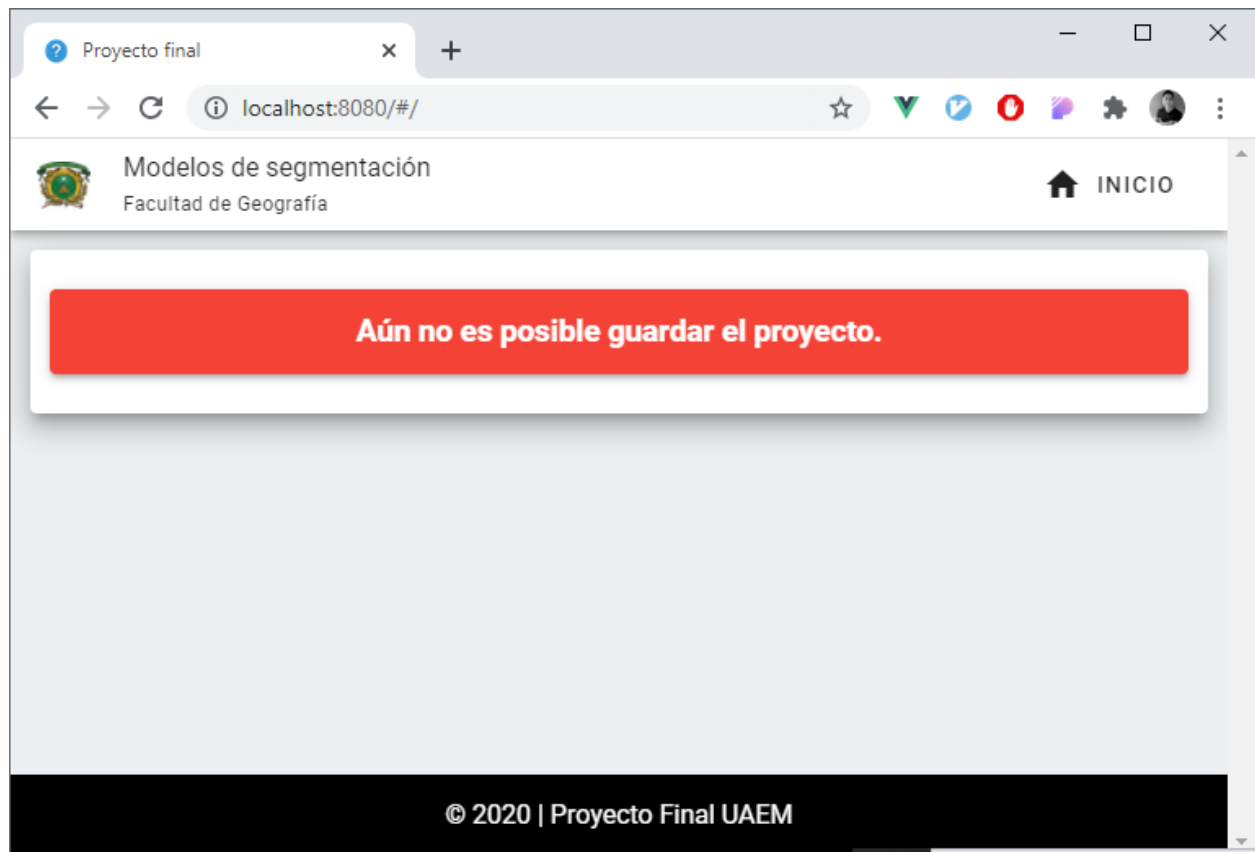 Proyecto final
localhost:8080/#/
Modelos de segmentación
Facultad de Geografía
INICIO
Aún no es posible guardar el proyecto.
© 2020 | Proyecto Final UAEM